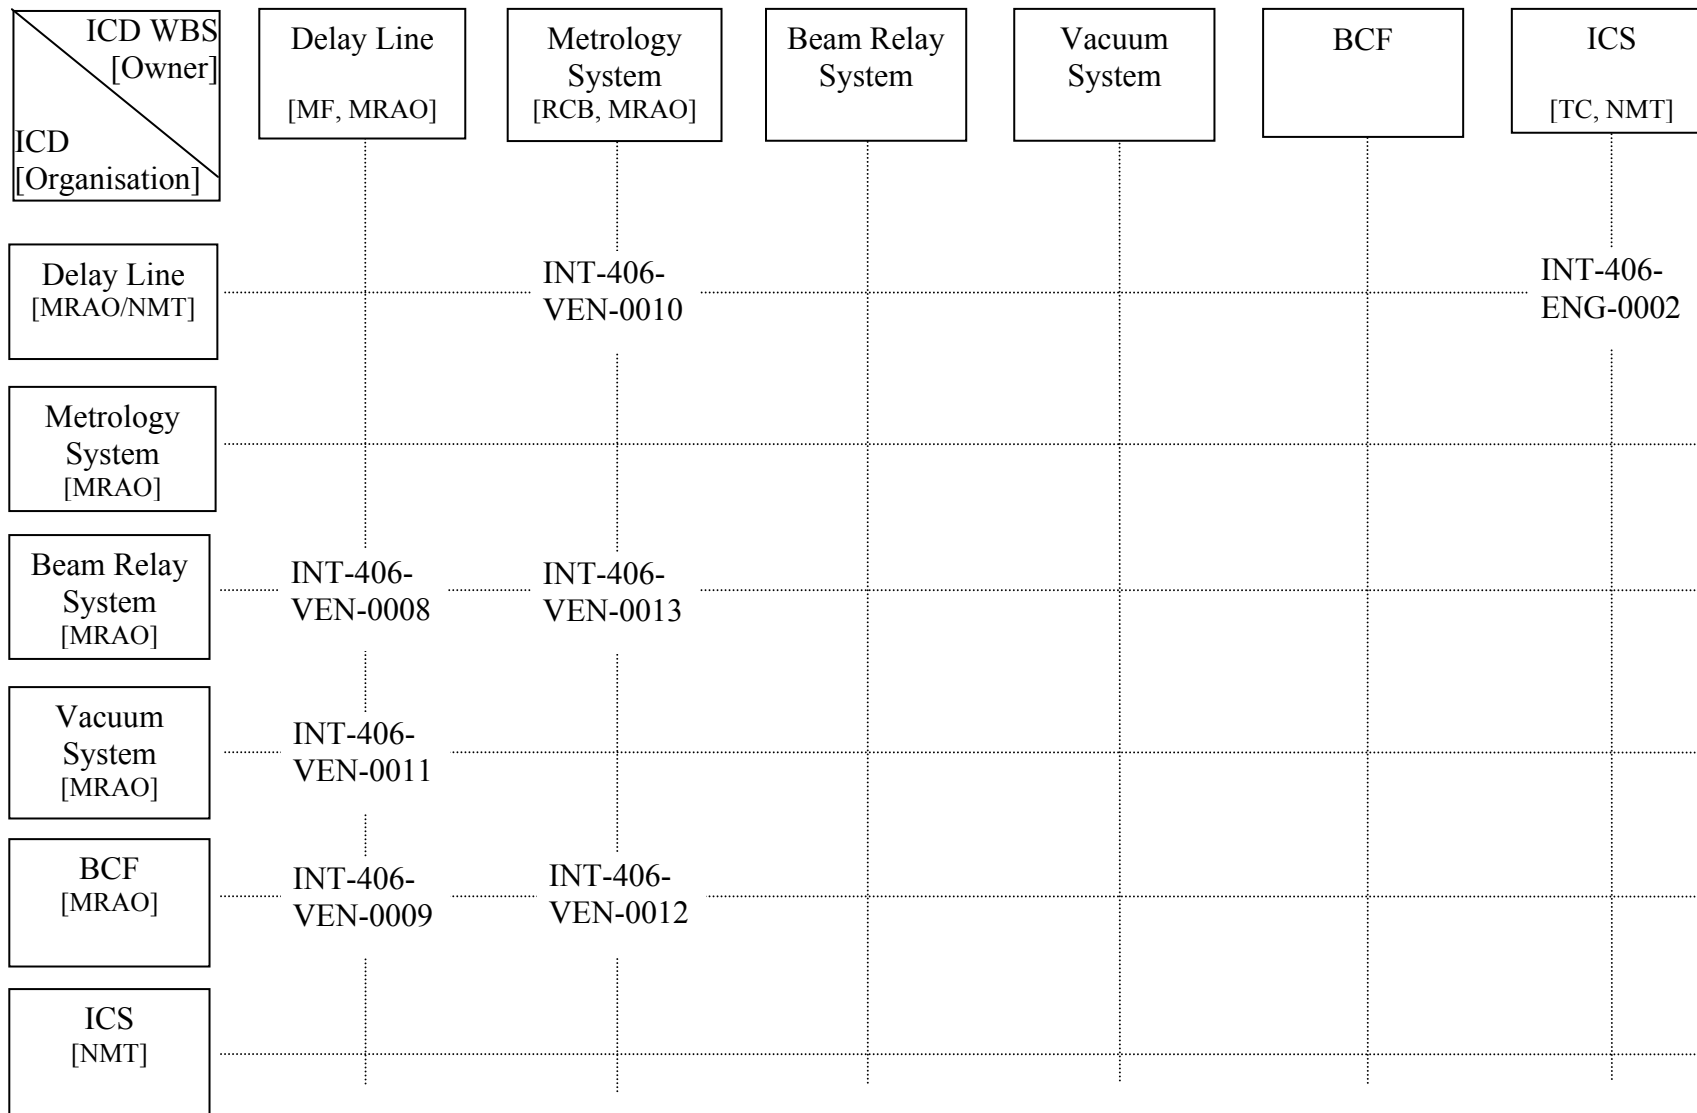 ICD WBS
[Owner]
ICD
[Organisation]
Delay Line
[MF, MRAO]
Metrology
System
[RCB, MRAO]
Beam Relay
System
Vacuum
System
BCF
ICS
[TC, NMT]
Delay Line
[MRAO/NMT]
INT-406-
VEN-0010
INT-406-
ENG-0002
Metrology
System
[MRAO]
Beam Relay
System
[MRAO]
INT-406-
VEN-0008
INT-406-
VEN-0013
Vacuum
System
[MRAO]
INT-406-
VEN-0011
BCF
[MRAO]
INT-406-
VEN-0009
INT-406-
VEN-0012
ICS
[NMT]